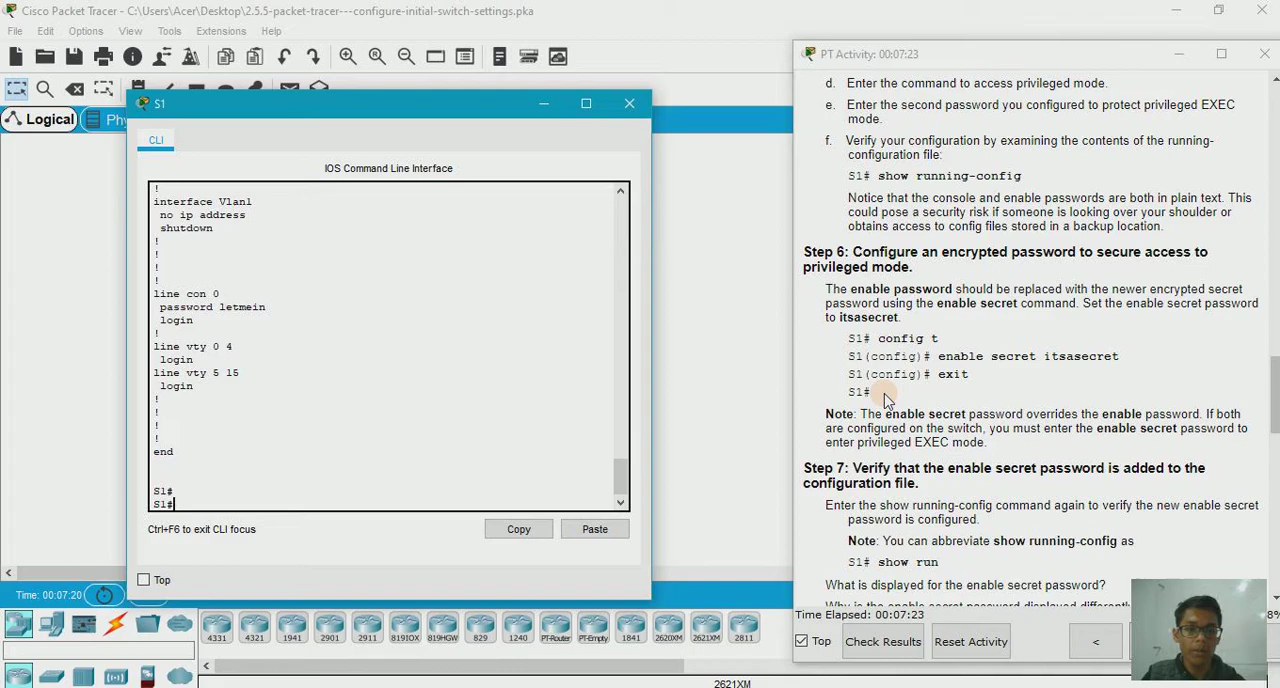 Cisco Packet Tracer - C:\Users\Acer\Desktop\2.5.5-packet-tracer---configure-initial-switch-settings.pka
File Edit Options View Tools Extensions Help
Logical
S1
CLI
IOS Command Line Interface
!
interface Vlan1
no ip address
shutdown
!
!
!
!
line con 0
password letmein
login
!
line vty 0 4
login
line vty 5 15
login
!
!
!
!
end
S1#
S1#
Ctrl+F6 to exit CLI focus
Copy
Paste
Top
Time: 00:07:20
4331 4321 1941 2901 2911 819IOX 819HGW 829 1240 PT-Router PT-Empty 1841 2620XM 2621XM 2811
2621XM
PT Activity: 00:07:23
d. Enter the command to access privileged mode.
e. Enter the second password you configured to protect privileged EXEC
mode.
f. Verify your configuration by examining the contents of the running-
configuration file:
S1# show running-config
Notice that the console and enable passwords are both in plain text. This
could pose a security risk if someone is looking over your shoulder or
obtains access to config files stored in a backup location.
Step 6: Configure an encrypted password to secure access to
privileged mode.
The enable password should be replaced with the newer encrypted secret
password using the enable secret command. Set the enable secret password
to itsasecret.
S1# config t
S1(config)# enable secret itsasecret
S1(config)# exit
S1#
Note: The enable secret password overrides the enable password. If both
are configured on the switch, you must enter the enable secret password to
enter privileged EXEC mode.
Step 7: Verify that the enable secret password is added to the
configuration file.
Enter the show running-config command again to verify the new enable secret
password is configured.
Note: You can abbreviate show running-config as
S1# show run
What is displayed for the enable secret password?
Why is the enable secret password displayed
Time Elapsed: 00:07:23
Top
Check Results
Reset Activity
<